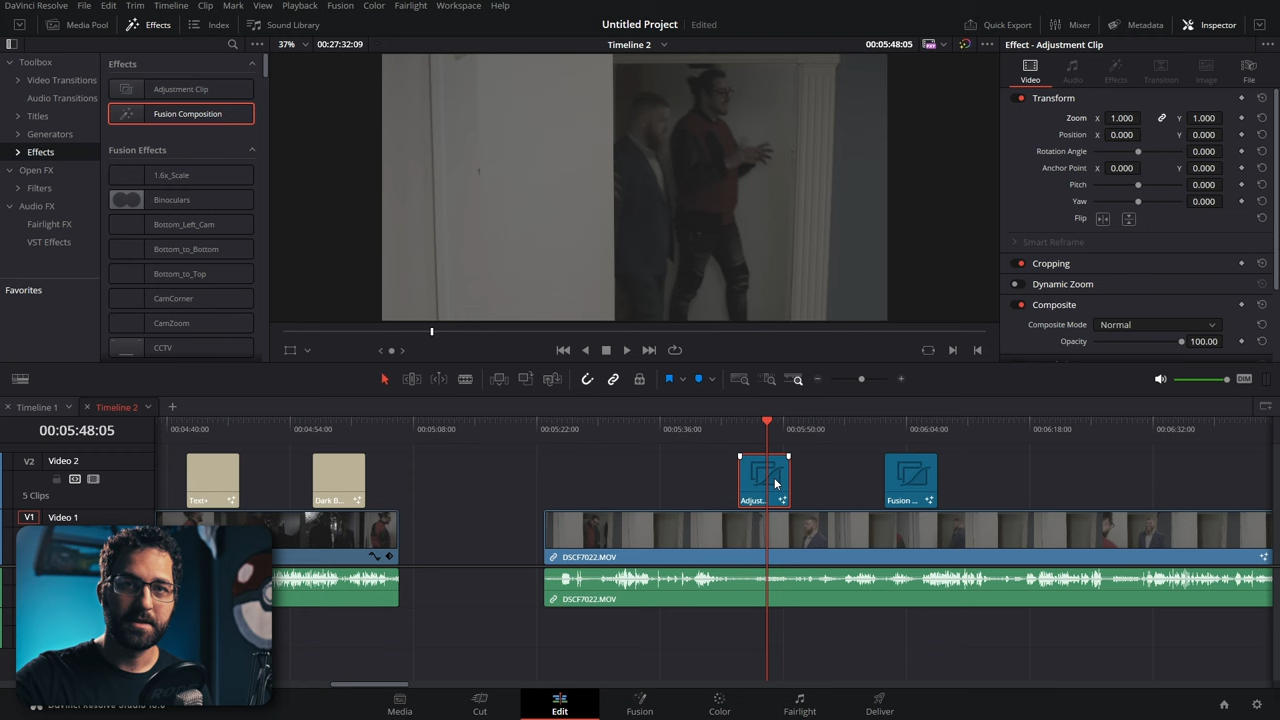 DaVinci Resolve File Edit Trim Timeline Clip Mark View Playback Fusion Color Fairlight Workspace Help
Media Pool Effects Index Sound Library Untitled Project Edited Quick Export Mixer Metadata Inspector
37% 00:27:32:09 Timeline 2 00:05:48:05 Effect - Adjustment Clip
Toolbox
Video Transitions
Audio Transitions
Titles
Generators
Effects
Open FX
Filters
Audio FX
Fairlight FX
VST Effects
Favorites
Effects
Adjustment Clip
Fusion Composition
Fusion Effects
1.6x_Scale
Binoculars
Bottom_Left_Cam
Bottom_to_Bottom
Bottom_to_Top
CamCorner
CamZoom
CCTV
Video Audio Effects Transition Image File
Transform
Zoom X 1.000 Y 1.000
Position X 0.000 Y 0.000
Rotation Angle 0.000
Anchor Point X 0.000 Y 0.000
Pitch 0.000
Yaw 0.000
Flip
Smart Reframe
Cropping
Dynamic Zoom
Composite
Composite Mode Normal
Opacity 100.00
DIM
Timeline 1 Timeline 2
00:05:48:05
00:04:40:00 00:04:54:00 00:05:08:00 00:05:22:00 00:05:36:00 00:05:50:00 00:06:04:00 00:06:18:00 00:06:32:00
V2 Video 2
5 Clips
Text+ Dark B... Adjust... Fusion ...
V1 Video 1
DSCF7022.MOV
DSCF7022.MOV
Media Cut Edit Fusion Color Fairlight Deliver